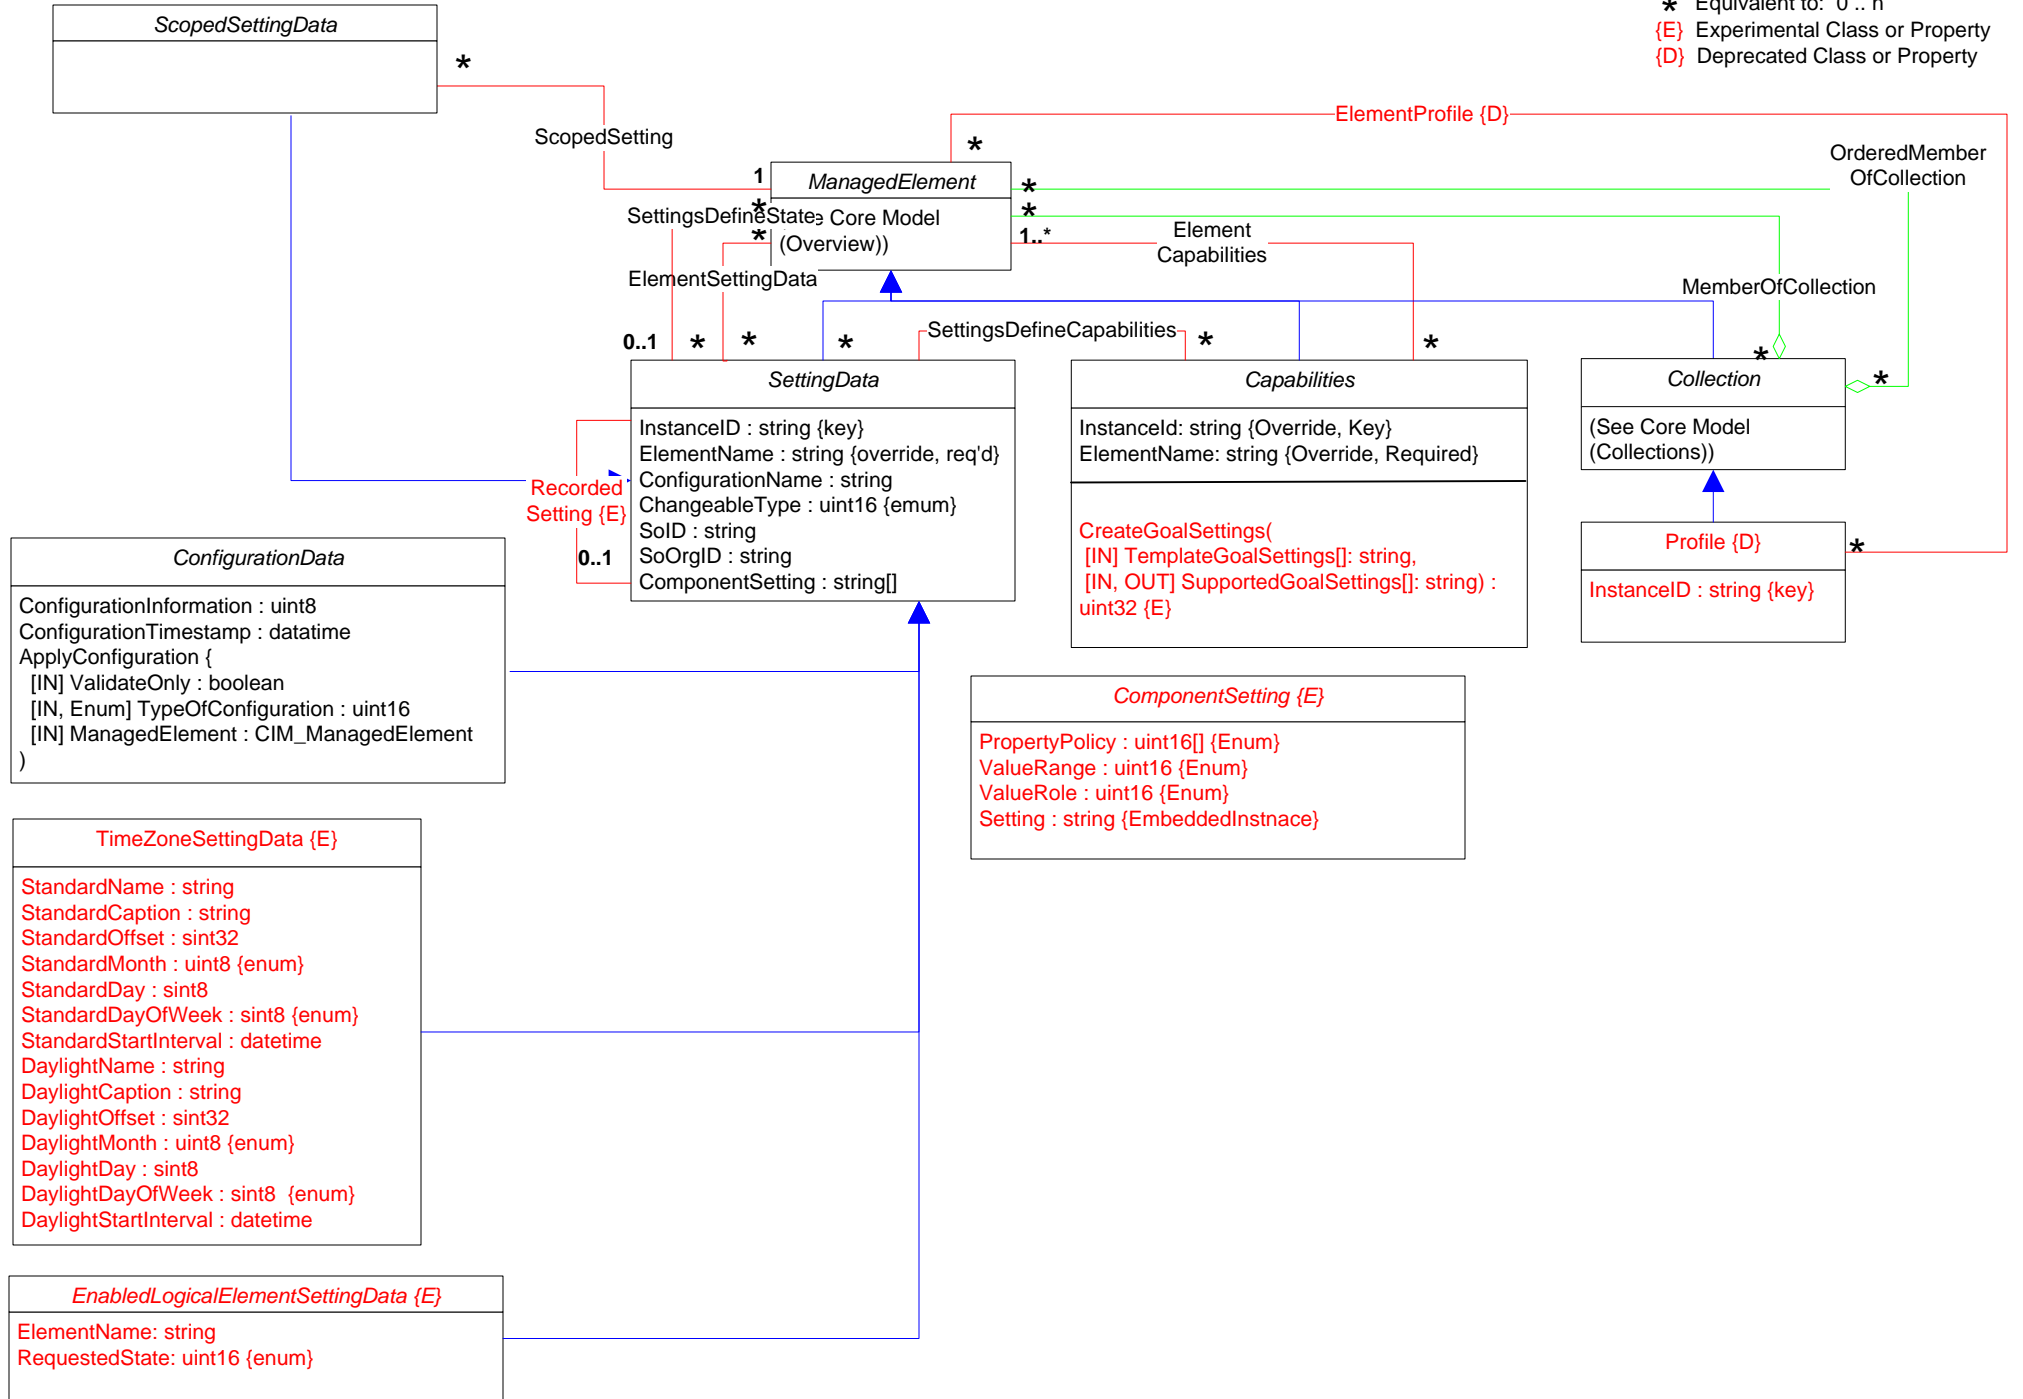 * Equivalent to: 0 .. n
{E} Experimental Class or Property
{D} Deprecated Class or Property
ScopedSettingData
*
ScopedSetting
ElementProfile {D}
*
OrderedMember
OfCollection
1
ManagedElement
*
*
SettingsDefineState
*
e Core Model
(Overview))
*
1..*
Element
Capabilities
ElementSettingData
MemberOfCollection
0..1
*
*
*
SettingsDefineCapabilities
*
*
*
*
SettingData
InstanceID : string {key}
ElementName : string {override, req'd}
ConfigurationName : string
ChangeableType : uint16 {emum}
SoID : string
SoOrgID : string
ComponentSetting : string[]
Recorded
Setting {E}
0..1
Capabilities
InstanceId: string {Override, Key}
ElementName: string {Override, Required}
CreateGoalSettings(
[IN] TemplateGoalSettings[]: string,
[IN, OUT] SupportedGoalSettings[]: string) :
uint32 {E}
Collection
(See Core Model
(Collections))
Profile {D}
*
InstanceID : string {key}
ConfigurationData
ConfigurationInformation : uint8
ConfigurationTimestamp : datatime
ApplyConfiguration {
[IN] ValidateOnly : boolean
[IN, Enum] TypeOfConfiguration : uint16
[IN] ManagedElement : CIM_ManagedElement
)
ComponentSetting {E}
PropertyPolicy : uint16[] {Enum}
ValueRange : uint16 {Enum}
ValueRole : uint16 {Enum}
Setting : string {EmbeddedInstnace}
TimeZoneSettingData {E}
StandardName : string
StandardCaption : string
StandardOffset : sint32
StandardMonth : uint8 {enum}
StandardDay : sint8
StandardDayOfWeek : sint8 {enum}
StandardStartInterval : datetime
DaylightName : string
DaylightCaption : string
DaylightOffset : sint32
DaylightMonth : uint8 {enum}
DaylightDay : sint8
DaylightDayOfWeek : sint8 {enum}
DaylightStartInterval : datetime
EnabledLogicalElementSettingData {E}
ElementName: string
RequestedState: uint16 {enum}